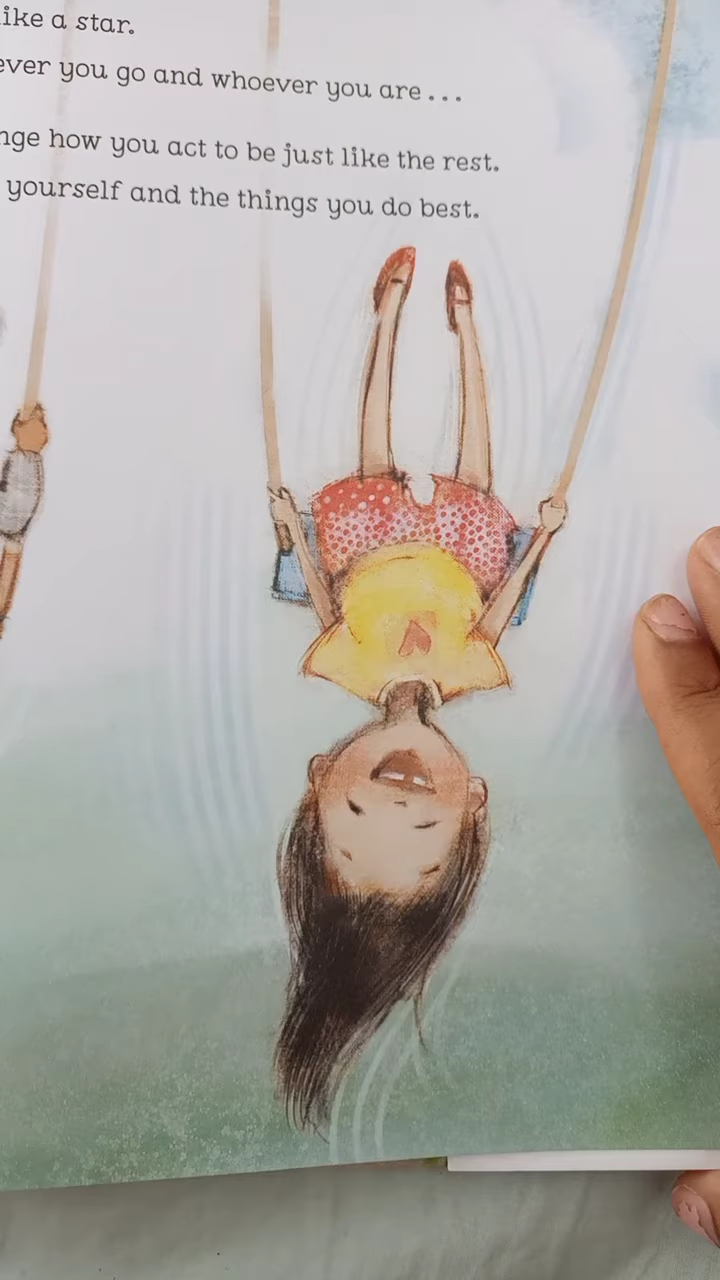 like a star.
ever you go and whoever you are...
nge how you act to be just like the rest.
yourself and the things you do best.